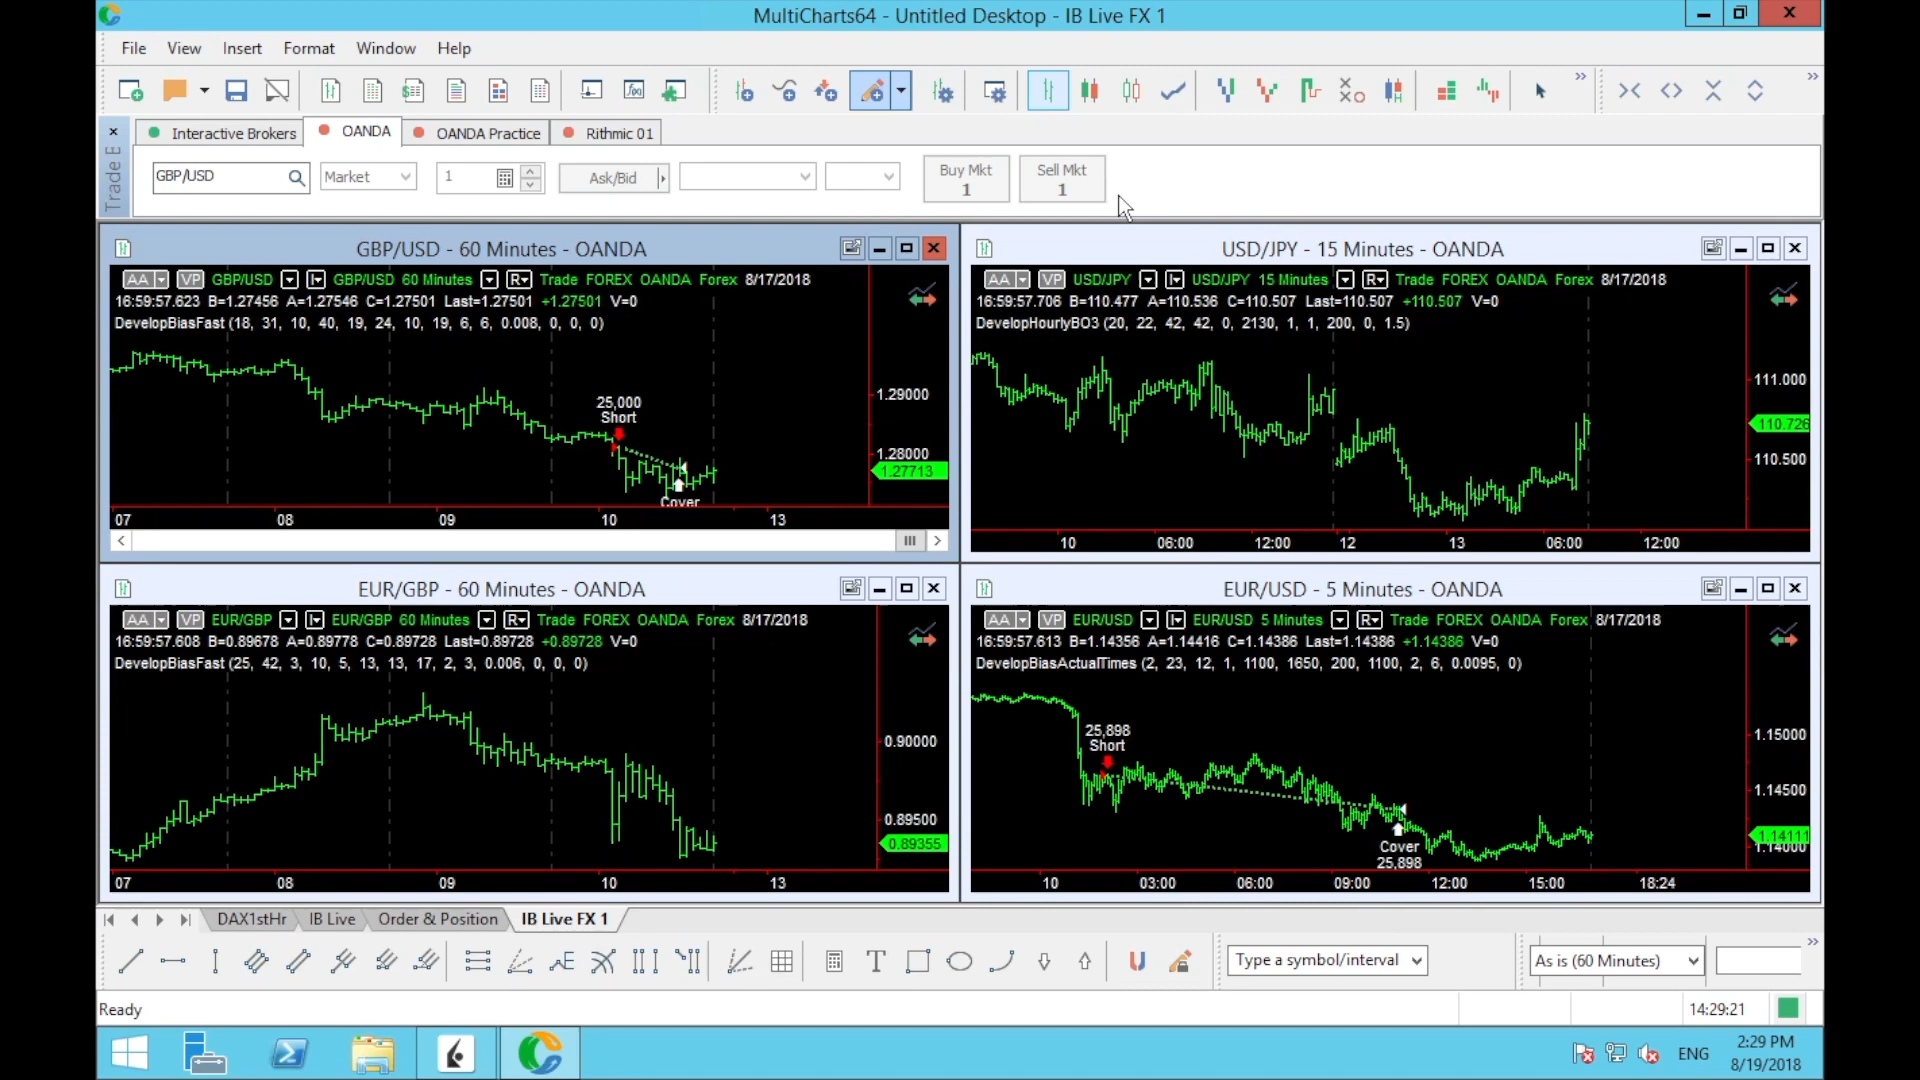 MultiCharts64 - Untitled Desktop - IB Live FX 1
File View Insert Format Window Help
Interactive Brokers OANDA OANDA Practice Rithmic 01
Trade
GBP/USD Market 1 Ask/Bid Buy Mkt 1 Sell Mkt 1
GBP/USD - 60 Minutes - OANDA
AA VP GBP/USD I GBP/USD 60 Minutes R Trade FOREX OANDA Forex 8/17/2018
16:59:57.623 B=1.27456 A=1.27546 C=1.27501 Last=1.27501 +1.27501 V=0
DevelopBiasFast (18, 31, 10, 40, 19, 24, 10, 19, 6, 6, 0.008, 0, 0, 0)
1.29000
25,000
Short
1.28000
1.27713
Cover
07 08 09 10 13
USD/JPY - 15 Minutes - OANDA
AA VP USD/JPY I USD/JPY 15 Minutes R Trade FOREX OANDA Forex 8/17/2018
16:59:57.706 B=110.477 A=110.536 C=110.507 Last=110.507 +110.507 V=0
DevelopHourlyBO3 (20, 22, 42, 42, 0, 2130, 1, 1, 200, 0, 1.5)
111.000
110.726
110.500
10 06:00 12:00 12 13 06:00 12:00
EUR/GBP - 60 Minutes - OANDA
AA VP EUR/GBP I EUR/GBP 60 Minutes R Trade FOREX OANDA Forex 8/17/2018
16:59:57.608 B=0.89678 A=0.89778 C=0.89728 Last=0.89728 +0.89728 V=0
DevelopBiasFast (25, 42, 3, 10, 5, 13, 13, 17, 2, 3, 0.006, 0, 0, 0)
0.90000
0.89500
0.89355
07 08 09 10 13
EUR/USD - 5 Minutes - OANDA
AA VP EUR/USD I EUR/USD 5 Minutes R Trade FOREX OANDA Forex 8/17/2018
16:59:57.613 B=1.14356 A=1.14416 C=1.14386 Last=1.14386 +1.14386 V=0
DevelopBiasActualTimes (2, 23, 12, 1, 1100, 1650, 200, 1100, 2, 6, 0.0095, 0)
25,898
Short
1.15000
1.14500
1.14111
1.14000
Cover
25,898
10 03:00 06:00 09:00 12:00 15:00 18:24
DAX1stHr IB Live Order & Position IB Live FX 1
T Type a symbol/interval As is (60 Minutes)
Ready 14:29:21
ENG 2:29 PM
8/19/2018